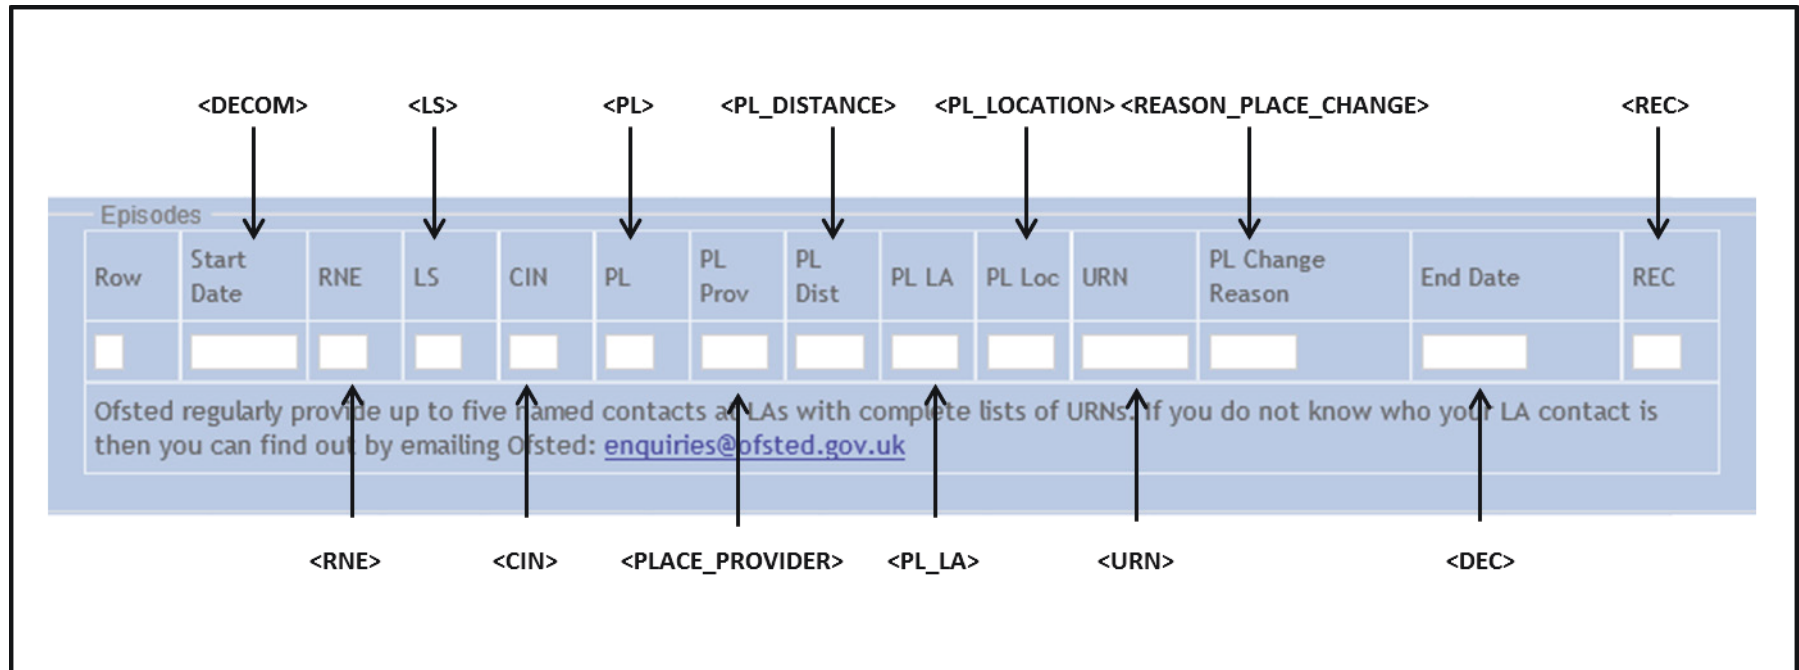 <DECOM> <LS> <PL> <PL_DISTANCE> <PL_LOCATION> <REASON_PLACE_CHANGE> <REC>
Episodes
Row Start Date RNE LS CIN PL PL Prov PL Dist PL LA PL Loc URN PL Change Reason End Date REC
Ofsted regularly provide up to five named contacts at LAs with complete lists of URNs. If you do not know who your LA contact is
then you can find out by emailing Ofsted: enquiries@ofsted.gov.uk
<RNE> <CIN> <PLACE_PROVIDER> <PL_LA> <URN> <DEC>